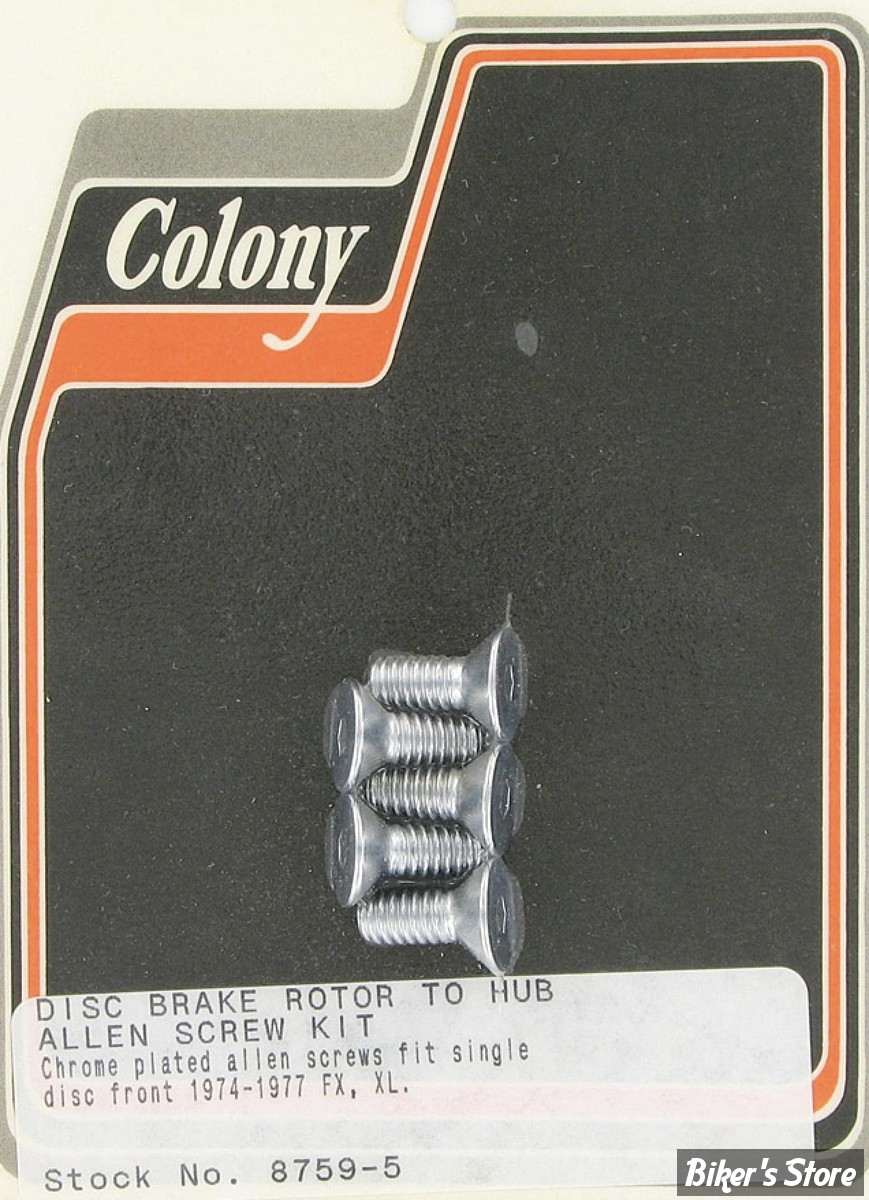 Colony
DISC BRAKE ROTOR TO HUB
ALLEN SCREW KIT
Chrome plated allen screws fit single
disc front 1974-1977 FX, XL.
Stock No. 8759-5
Biker's Store